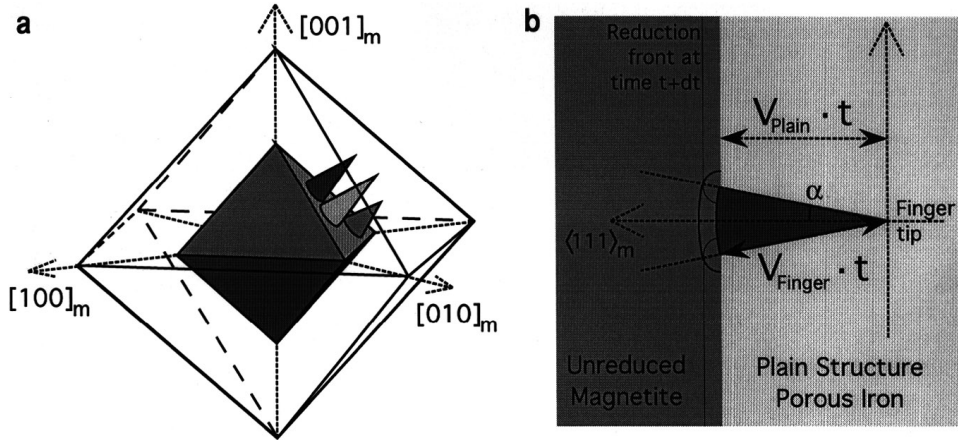 a
[001]m
[100]m
[010]m
b
Reduction
front at
time t+dt
VPlain · t
α
Finger
tip
⟨111⟩m
VFinger · t
Unreduced
Magnetite
Plain Structure
Porous Iron